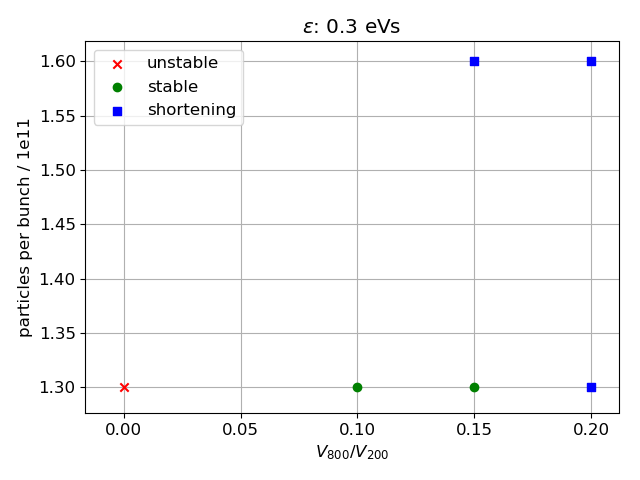 ε: 0.3 eVs
unstable
stable
shortening
particles per bunch / 1e11
1.60
1.55
1.50
1.45
1.40
1.35
1.30
0.00 0.05 0.10 0.15 0.20
V800/V200